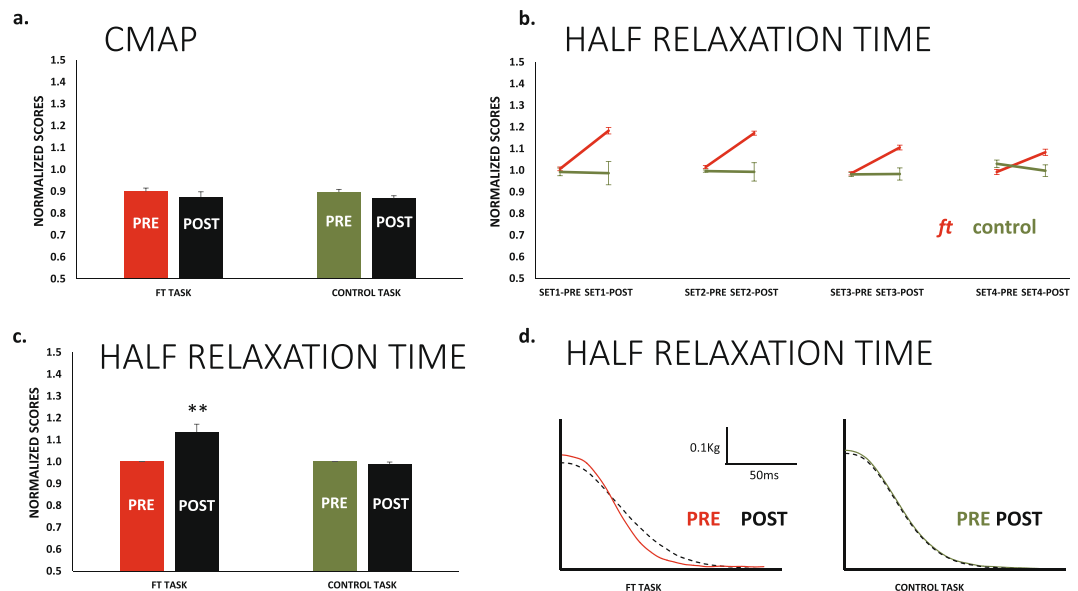 a.
CMAP
NORMALIZED SCORES
1.5
1.4
1.3
1.2
1.1
1.0
0.9
0.8
0.7
0.6
0.5
PRE
POST
PRE
POST
FT TASK
CONTROL TASK
b.
HALF RELAXATION TIME
NORMALIZED SCORES
1.5
1.4
1.3
1.2
1.1
1.0
0.9
0.8
0.7
0.6
0.5
ft control
SET1-PRE SET1-POST
SET2-PRE SET2-POST
SET3-PRE SET3-POST
SET4-PRE SET4-POST
c.
HALF RELAXATION TIME
NORMALIZED SCORES
1.5
1.4
1.3
1.2
1.1
1.0
0.9
0.8
0.7
0.6
0.5
**
PRE
POST
PRE
POST
FT TASK
CONTROL TASK
d.
HALF RELAXATION TIME
0.1Kg
50ms
PRE POST
FT TASK
PRE POST
CONTROL TASK